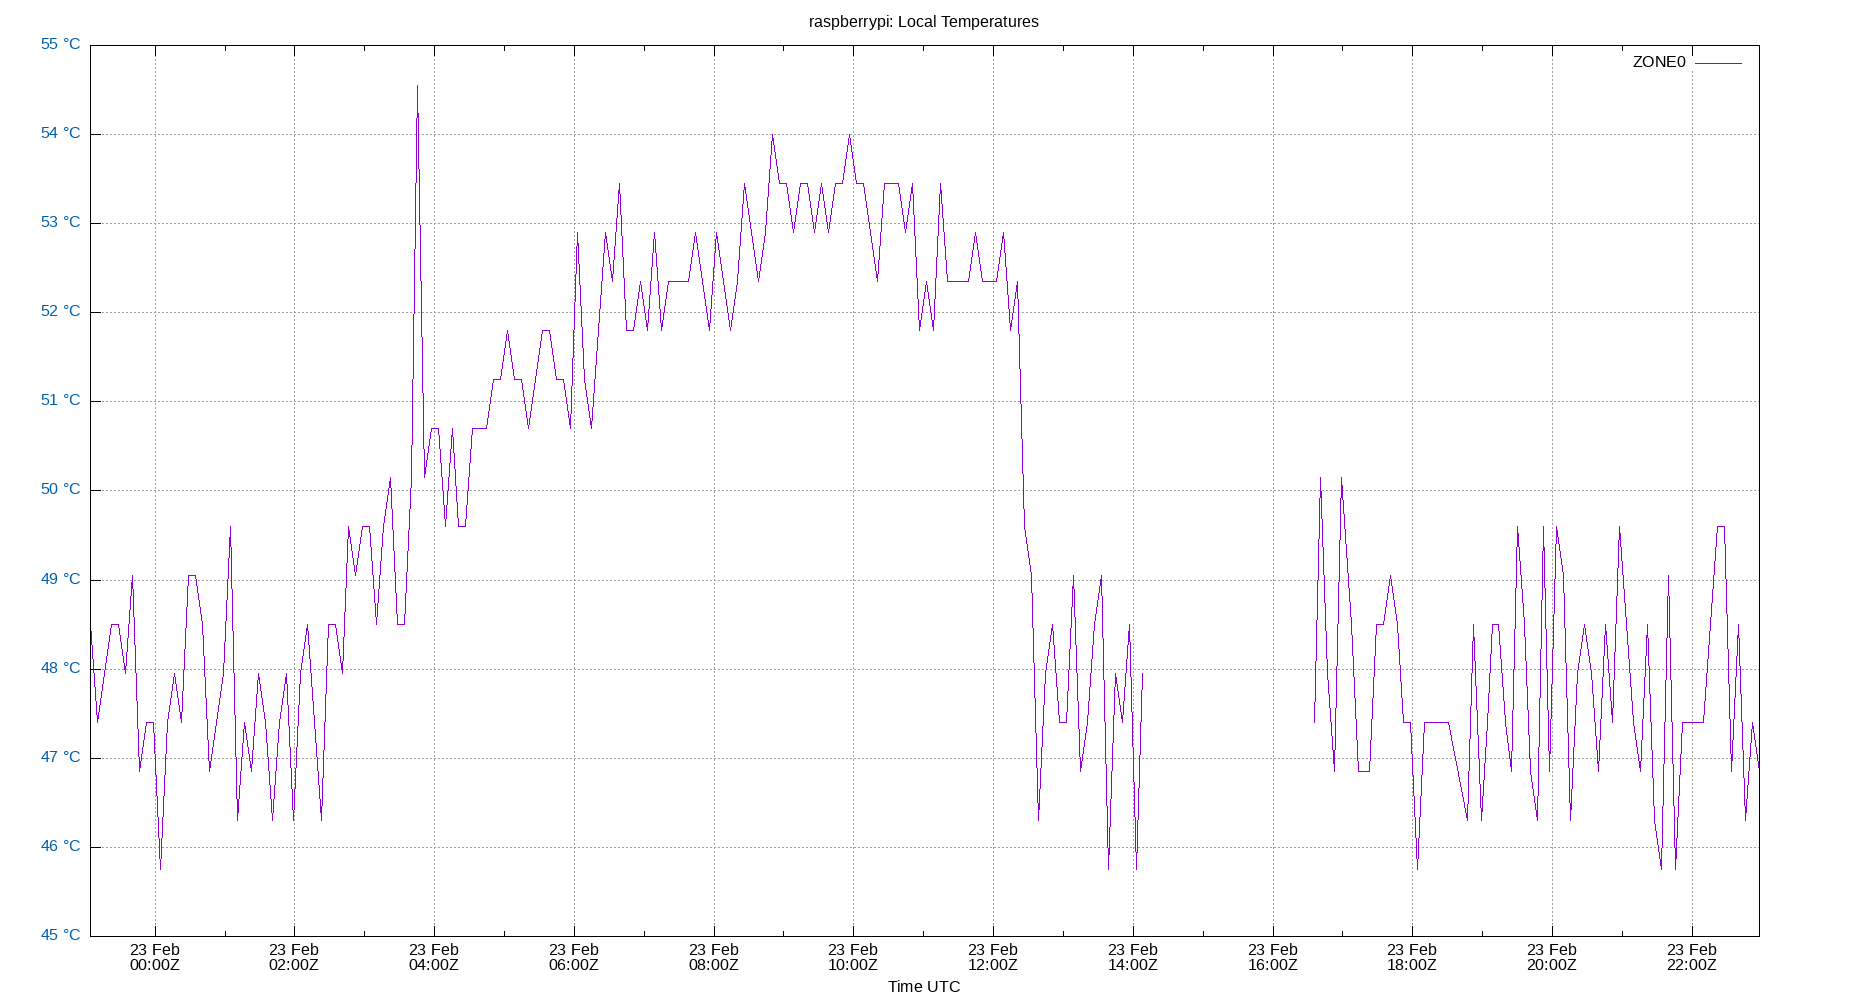 raspberrypi: Local Temperatures
55 °C
ZONE0
54 °C
53 °C
52 °C
51 °C
50 °C
49 °C
48 °C
47 °C
46 °C
45 °C
23 Feb 23 Feb 23 Feb 23 Feb 23 Feb 23 Feb 23 Feb 23 Feb 23 Feb 23 Feb 23 Feb 23 Feb
00:00Z 02:00Z 04:00Z 06:00Z 08:00Z 10:00Z 12:00Z 14:00Z 16:00Z 18:00Z 20:00Z 22:00Z
Time UTC